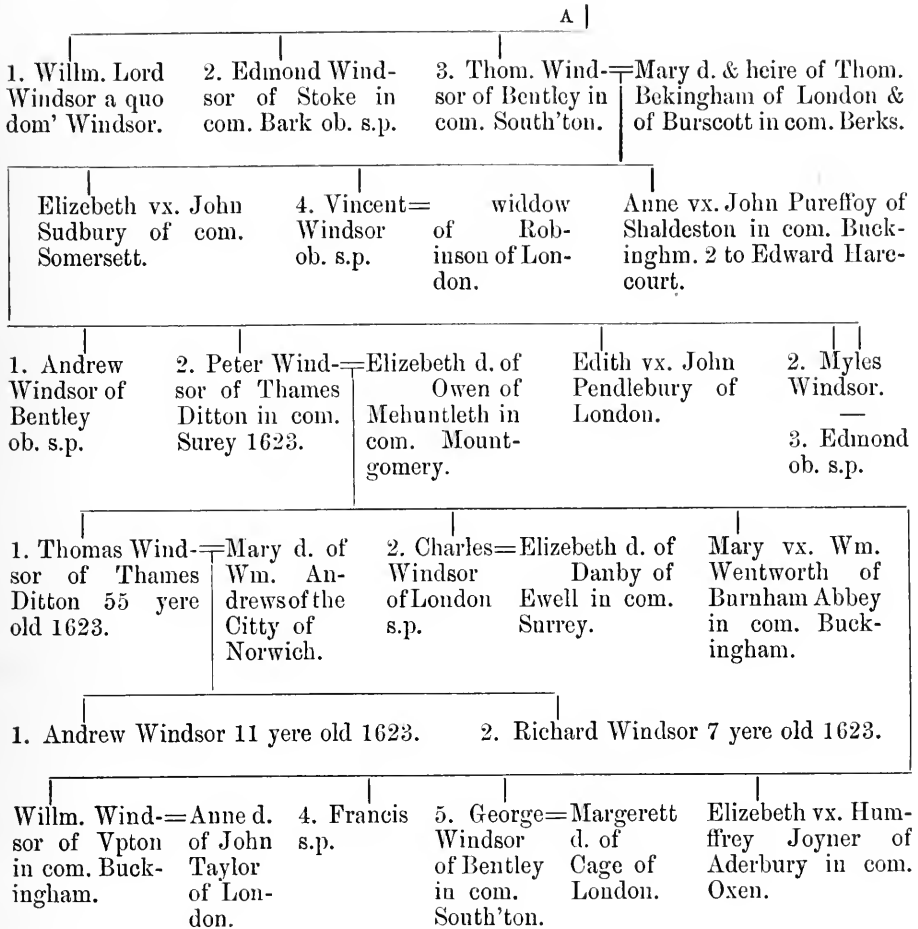 A
1. Willm. Lord
Windsor a quo
dom' Windsor.
2. Edmond Wind-
sor of Stoke in
com. Bark ob. s.p.
3. Thom. Wind-
sor of Bentley in
com. South'ton.
Mary d. & heire of Thom.
Bekingham of London &
of Burscott in com. Berks.
Elizebeth vx. John
Sudbury of com.
Somersett.
4. Vincent= widdow
Windsor of Rob-
ob. s.p. inson of Lon-
don.
Anne vx. John Pureffoy of
Shaldeston in com. Buck-
inghm. 2 to Edward Hare-
court.
1. Andrew
Windsor of
Bentley
ob. s.p.
2. Peter Wind-
sor of Thames
Ditton in com.
Surey 1623.
=Elizebeth d. of
Owen of
Mehuntleth in
com. Mount-
gomery.
Edith vx. John
Pendlebury of
London.
2. Myles
Windsor.
—
3. Edmond
ob. s.p.
1. Thomas Wind-
sor of Thames
Ditton 55 yere
old 1623.
=Mary d. of
Wm. An-
drews of the
Citty of
Norwich.
2. Charles=
Windsor
of London
s.p.
Elizebeth d. of
Danby of
Ewell in com.
Surrey.
Mary vx. Wm.
Wentworth of
Burnham Abbey
in com. Buck-
ingham.
1. Andrew Windsor 11 yere old 1623. 2. Richard Windsor 7 yere old 1623.
Willm. Wind-=
sor of Vpton
in com. Buck-
ingham.
Anne d.
of John
Taylor
of Lon-
don.
4. Francis
s.p.
5. George=
Windsor
of Bentley
in com.
South'ton.
Margerett
d. of
Cage of
London.
Elizebeth vx. Hum-
ffrey Joyner of
Aderbury in com.
Oxen.